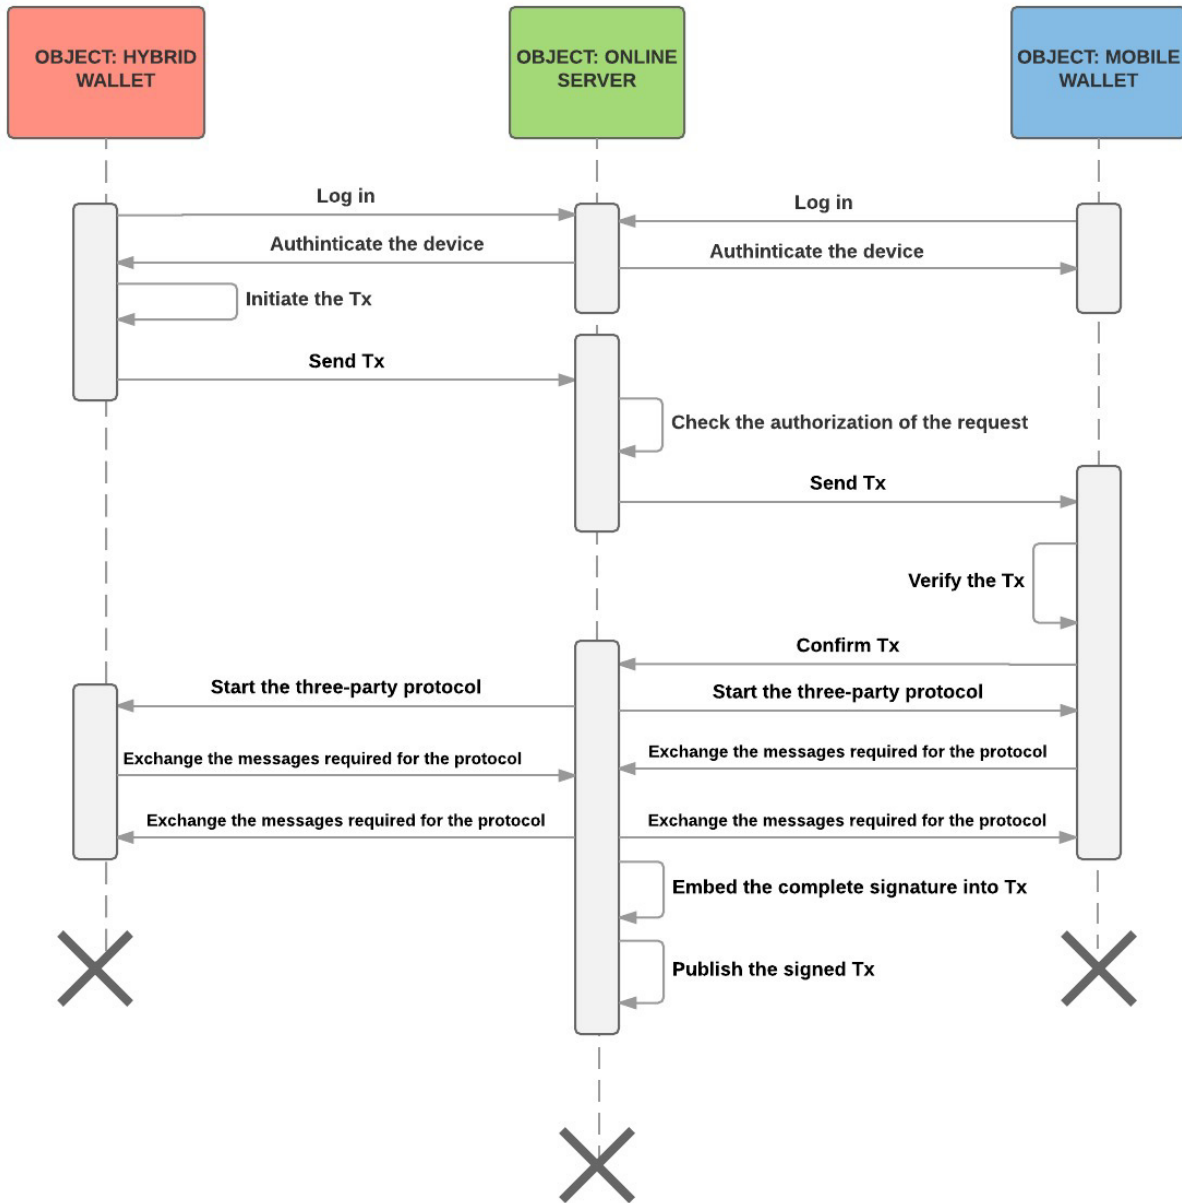 OBJECT: HYBRID
WALLET
OBJECT: ONLINE
SERVER
OBJECT: MOBILE
WALLET
Log in
Log in
Authinticate the device
Authinticate the device
Initiate the Tx
Send Tx
Check the authorization of the request
Send Tx
Verify the Tx
Confirm Tx
Start the three-party protocol
Start the three-party protocol
Exchange the messages required for the protocol
Exchange the messages required for the protocol
Exchange the messages required for the protocol
Exchange the messages required for the protocol
Embed the complete signature into Tx
Publish the signed Tx